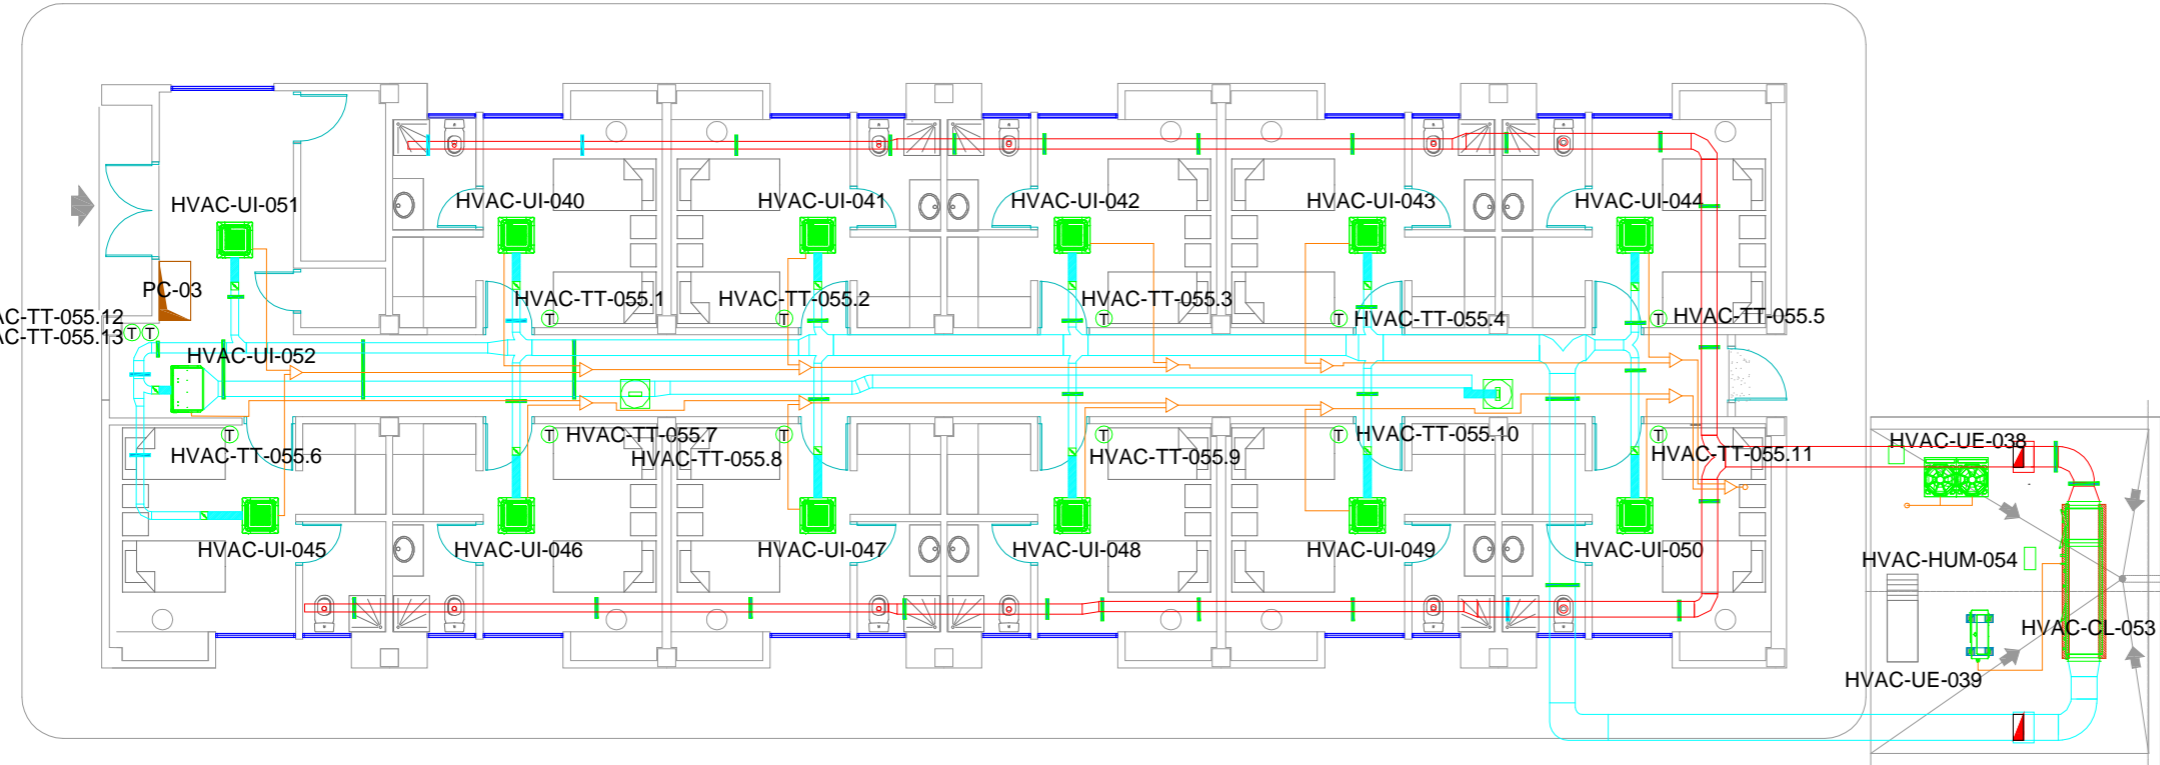 HVAC-UI-051
HVAC-UI-040
HVAC-UI-041
HVAC-UI-042
HVAC-UI-043
HVAC-UI-044
PC-03
HVAC-TT-055.1
HVAC-TT-055.2
HVAC-TT-055.3
HVAC-TT-055.4
HVAC-TT-055.5
AC-TT-055.12
AC-TT-055.13
T T
T
T
T
T
T
HVAC-UI-052
T
T
T
T
T
T
HVAC-TT-055.6
HVAC-TT-055.7
HVAC-TT-055.8
HVAC-TT-055.9
HVAC-TT-055.10
HVAC-TT-055.11
HVAC-UE-038
HVAC-UI-045
HVAC-UI-046
HVAC-UI-047
HVAC-UI-048
HVAC-UI-049
HVAC-UI-050
HVAC-HUM-054
HVAC-CL-053
HVAC-UE-039